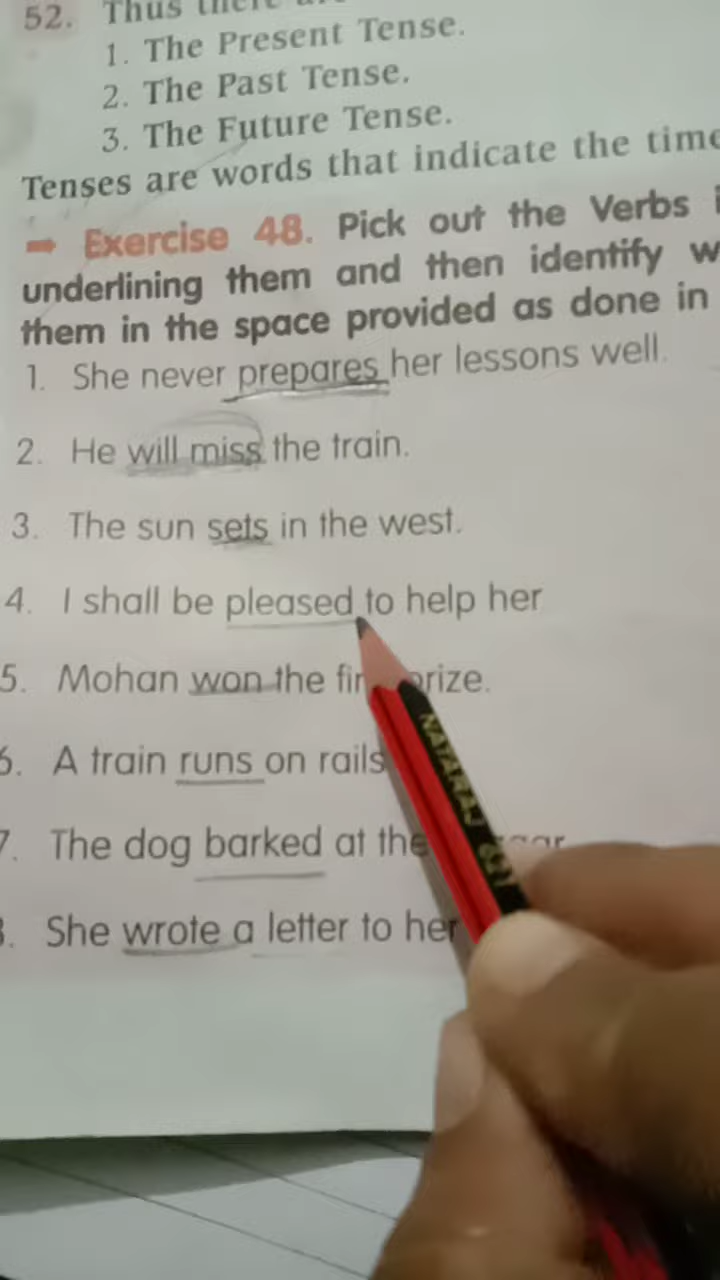 52. Thus there
1. The Present Tense.
2. The Past Tense.
3. The Future Tense.
Tenses are words that indicate the time
➡ Exercise 48. Pick out the Verbs
underlining them and then identify
them in the space provided as done in
1. She never prepares her lessons well.
2. He will miss the train.
3. The sun sets in the west.
4. I shall be pleased to help her
5. Mohan won the prize.
6. A train runs on rails
7. The dog barked at the
8. She wrote a letter to her
NATARAJ 621